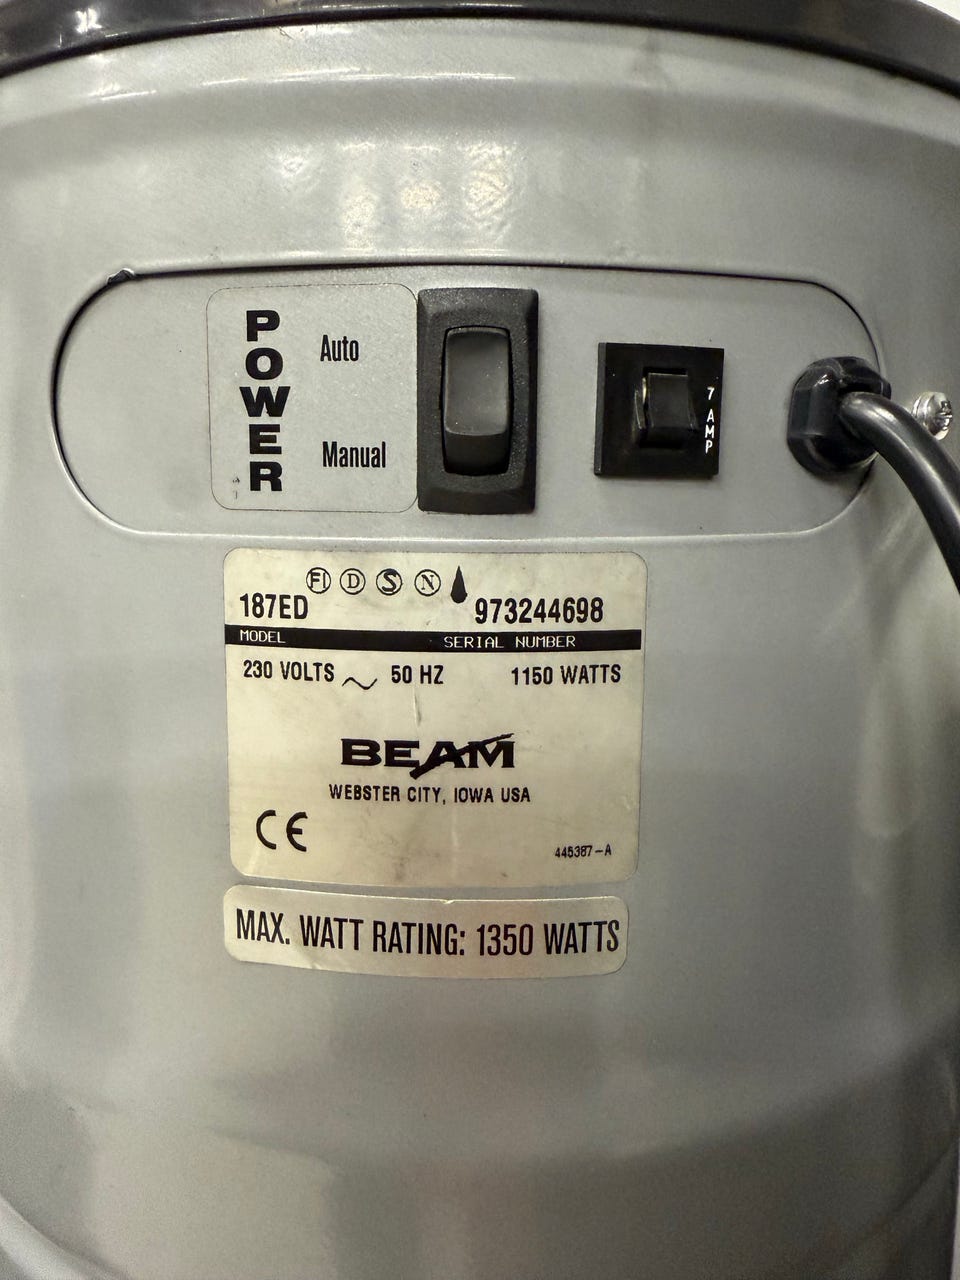 POWER
Auto
Manual
7 AMP
FI D S N
187ED 973244698
MODEL SERIAL NUMBER
230 VOLTS ~ 50 HZ 1150 WATTS
BEAM
WEBSTER CITY, IOWA USA
CE
445387-A
MAX. WATT RATING: 1350 WATTS